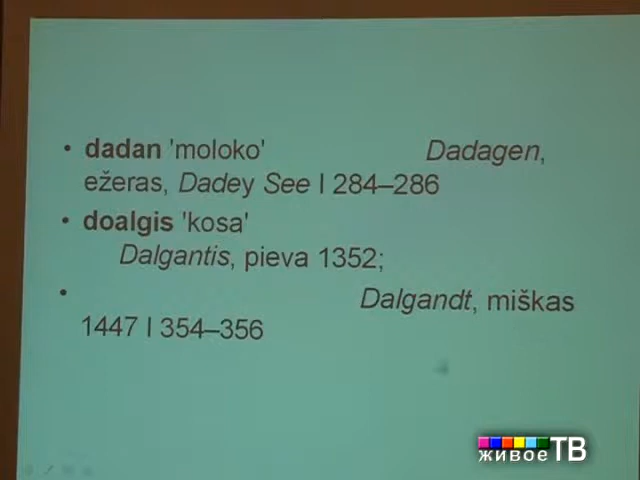 • dadan 'moloko' Dadagen,
ežeras, Dadey See I 284–286
• doalgis 'kosa'
Dalgantis, pieva 1352;
• Dalgandt, miškas
1447 I 354–356
живоеТВ